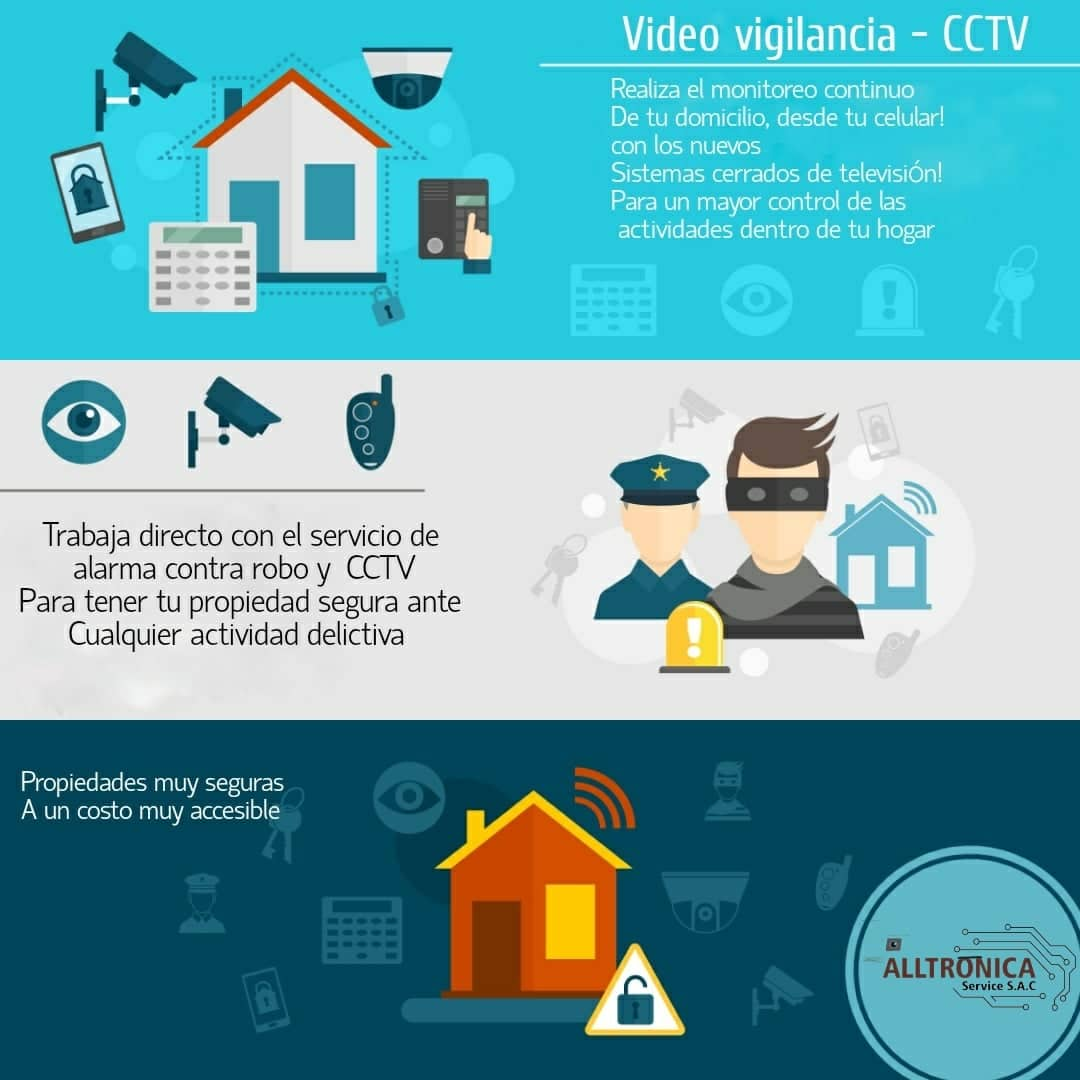 Video vigilancia - CCTV
Realiza el monitoreo continuo
De tu domicilio, desde tu celular!
con los nuevos
Sistemas cerrados de televisiÓn!
Para un mayor control de las
actividades dentro de tu hogar
Trabaja directo con el servicio de
alarma contra robo y CCTV
Para tener tu propiedad segura ante
Cualquier actividad delictiva
Propiedades muy seguras
A un costo muy accesible
ALLTRONICA
Service S.A.C